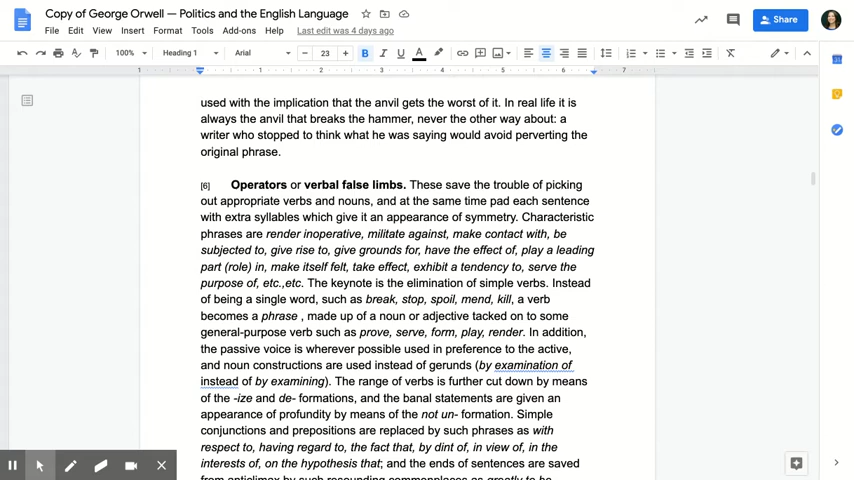 Copy of George Orwell — Politics and the English Language
File Edit View Insert Format Tools Add-ons Help Last edit was 4 days ago
Share
100% Heading 1 Arial 23 B I U A
1 1 2 3 4 5 6 7
used with the implication that the anvil gets the worst of it. In real life it is
always the anvil that breaks the hammer, never the other way about: a
writer who stopped to think what he was saying would avoid perverting the
original phrase.
[6] Operators or verbal false limbs. These save the trouble of picking
out appropriate verbs and nouns, and at the same time pad each sentence
with extra syllables which give it an appearance of symmetry. Characteristic
phrases are render inoperative, militate against, make contact with, be
subjected to, give rise to, give grounds for, have the effect of, play a leading
part (role) in, make itself felt, take effect, exhibit a tendency to, serve the
purpose of, etc.,etc. The keynote is the elimination of simple verbs. Instead
of being a single word, such as break, stop, spoil, mend, kill, a verb
becomes a phrase , made up of a noun or adjective tacked on to some
general-purpose verb such as prove, serve, form, play, render. In addition,
the passive voice is wherever possible used in preference to the active,
and noun constructions are used instead of gerunds (by examination of
instead of by examining). The range of verbs is further cut down by means
of the -ize and de- formations, and the banal statements are given an
appearance of profundity by means of the not un- formation. Simple
conjunctions and prepositions are replaced by such phrases as with
respect to, having regard to, the fact that, by dint of, in view of, in the
interests of, on the hypothesis that; and the ends of sentences are saved
from anticlimax by such resounding commonplaces as greatly to be